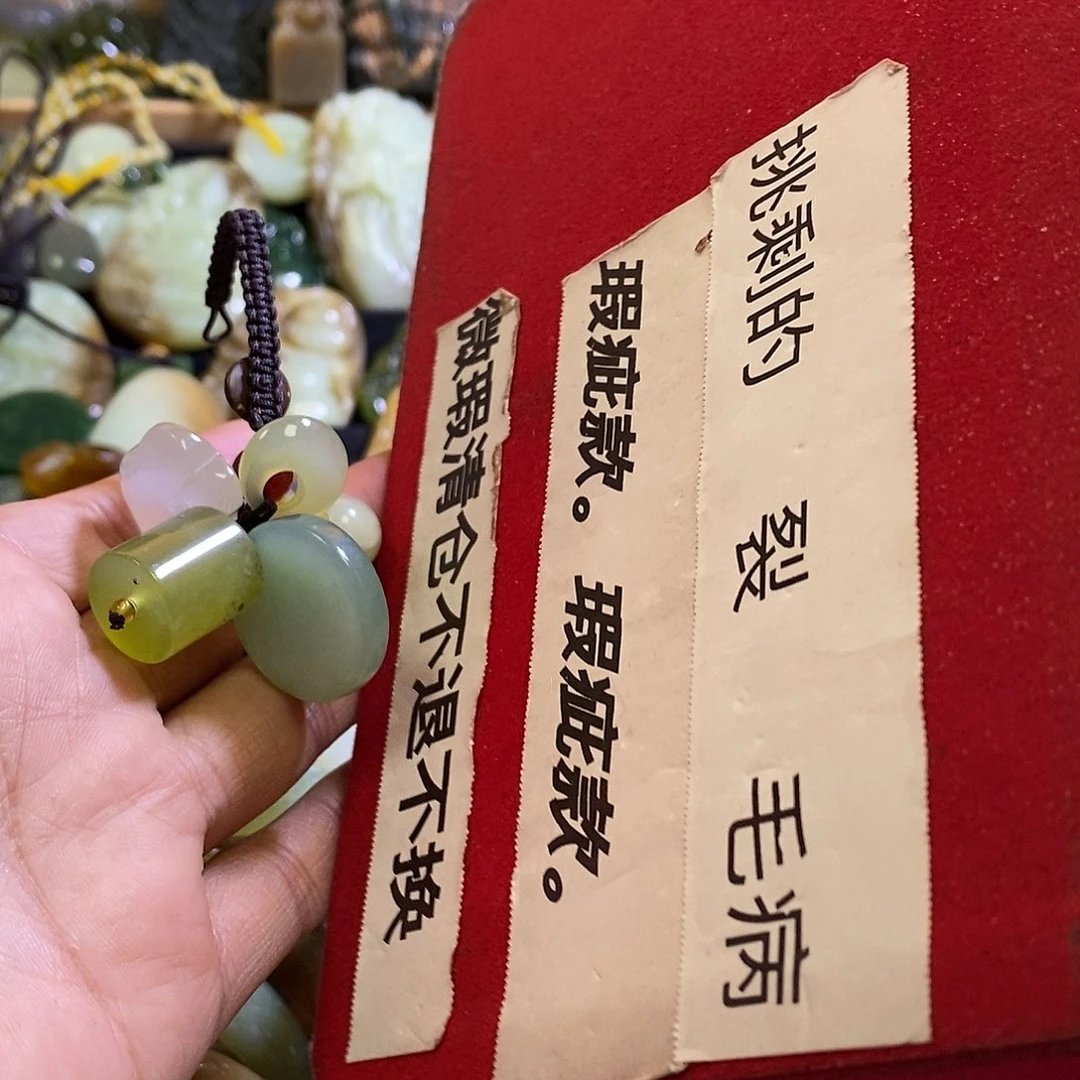 挑剩的 裂 毛病
瑕疵款。 瑕疵款。
微瑕清仓不退不换